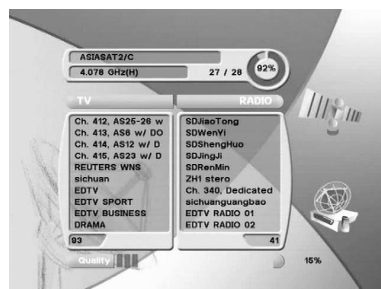 ASIASAT2/C
4.078 GHz(H) 27 / 28 92%
TV RADIO
Ch. 412, AS25-26 w
Ch. 413, AS6 w/ DO
Ch. 414, AS12 w/ D
Ch. 415, AS23 w/ D
REUTERS WNS
sichuan
EDTV
EDTV SPORT
EDTV BUSINESS
DRAMA
93
SDJiaoTong
SDWenYi
SDShengHuo
SDJingJi
SDRenMin
2H1 stero
Ch. 340, Dedicated
sichuanguangbao
EDTV RADIO 01
EDTV RADIO 02
41
Quality 15%